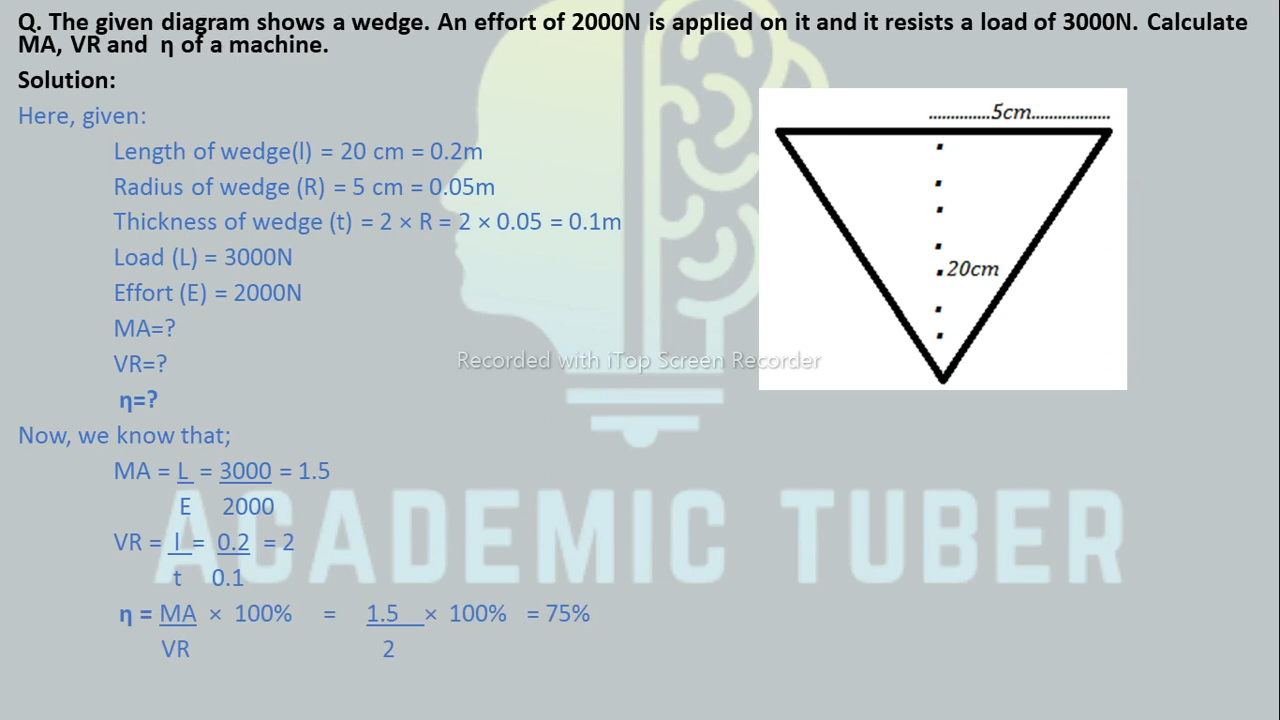 Q. The given diagram shows a wedge. An effort of 2000N is applied on it and it resists a load of 3000N. Calculate
MA, VR and η of a machine.
Solution:
Here, given:
Length of wedge(l) = 20 cm = 0.2m
Radius of wedge (R) = 5 cm = 0.05m
Thickness of wedge (t) = 2 × R = 2 × 0.05 = 0.1m
Load (L) = 3000N
Effort (E) = 2000N
MA=?
VR=?
η=?
Now, we know that;
MA = L = 3000 = 1.5
E 2000
VR = l = 0.2 = 2
t 0.1
η = MA × 100% = 1.5 × 100% = 75%
VR 2
...............5cm...................
20cm
Recorded with iTop Screen Recorder
ACADEMIC TUBER